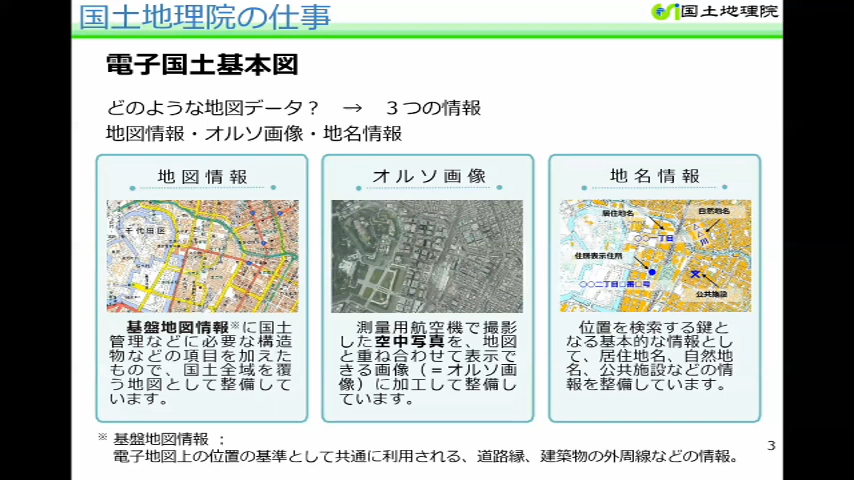 国土地理院の仕事
国土地理院
電子国土基本図
どのような地図データ？　→　３つの情報
地図情報・オルソ画像・地名情報
地図情報
千代田区
基盤地図情報※に国土
管理などに必要な構造
物などの項目を加えた
もので、国土全域を覆
う地図として整備して
います。
オルソ画像
測量用航空機で撮影
した空中写真を、地図
と重ね合わせて表示で
きる画像（＝オルソ画
像）に加工して整備し
ています。
地名情報
居住地名
自然地名
〇〇一丁目
△△川
住居表示住所
〇〇二丁目□番□号
公共施設
位置を検索する鍵と
なる基本的な情報とし
て、居住地名、自然地
名、公共施設などの情
報を整備しています。
※ 基盤地図情報 ：
電子地図上の位置の基準として共通に利用される、道路縁、建築物の外周線などの情報。
3